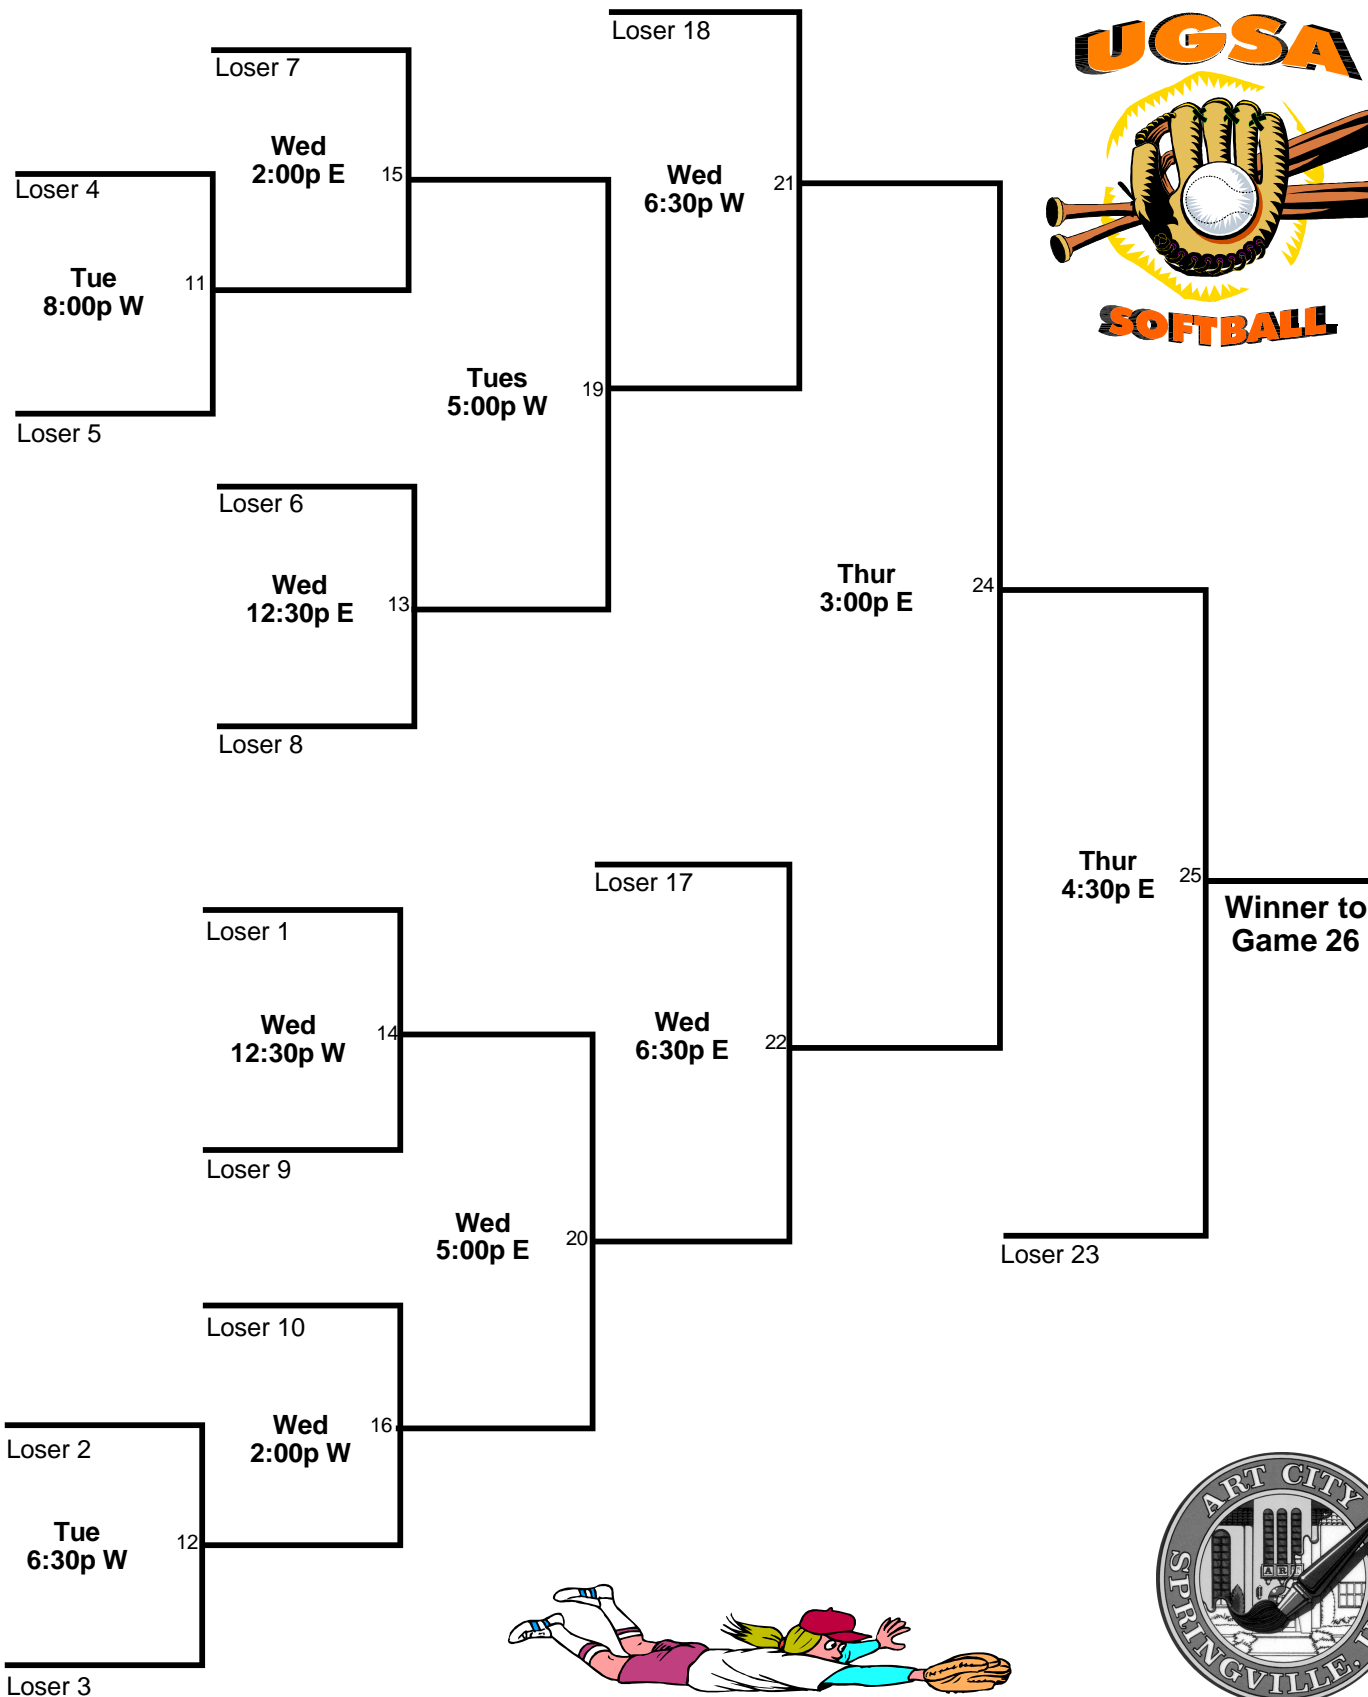 Loser 18
UGSA
Loser 7
Wed
2:00p E
15
Loser 4
Wed
6:30p W
21
Tue
8:00p W
11
SOFTBALL
Tues
5:00p W
19
Loser 5
Loser 6
Wed
12:30p E
13
Thur
3:00p E
24
Loser 8
Loser 17
Thur
4:30p E
25
Winner to
Game 26
Loser 1
Wed
12:30p W
14
Wed
6:30p E
22
Loser 9
Wed
5:00p E
20
Loser 23
Loser 10
Loser 2
Wed
2:00p W
16
Tue
6:30p W
12
Loser 3
ART CITY
SPRINGVILLE,